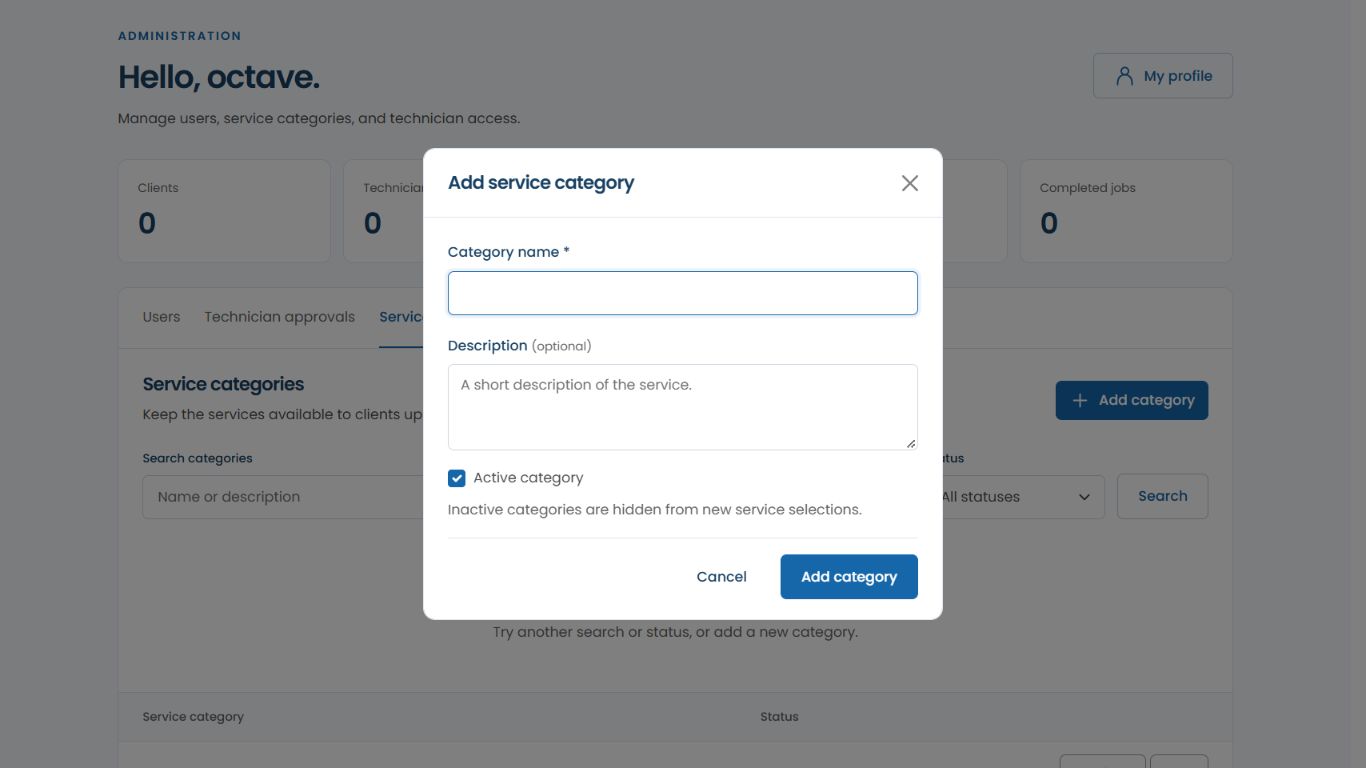 ADMINISTRATION
Hello, octave.
My profile
Manage users, service categories, and technician access.
Clients
0
0
Completed jobs
0
Add service category
Category name *
Description (optional)
A short description of the service.
Active category
Inactive categories are hidden from new service selections.
Cancel
Add category
Users
Technician approvals
Service categories
Keep the services available to clients up
Add category
Search categories
Name or description
All statuses
Search
Try another search or status, or add a new category.
Service category
Status